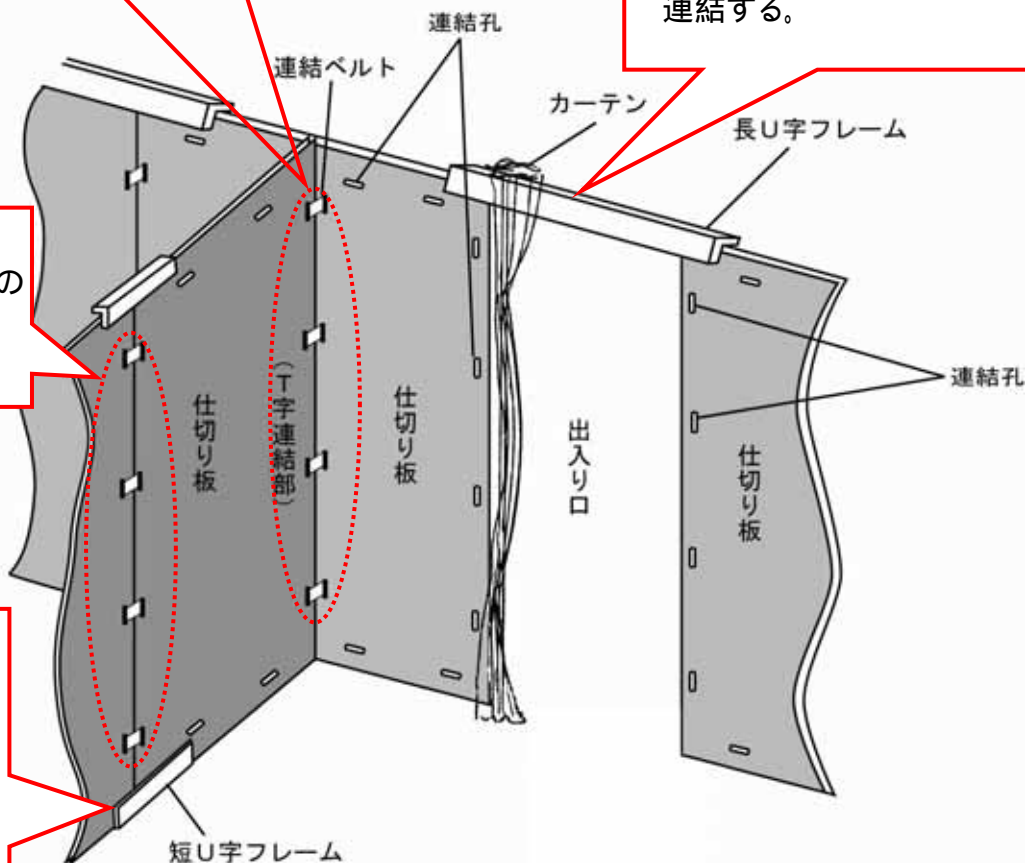 連結する。
連結孔
連結ベルト
カーテン
長U字フレーム
の
連結孔
仕切り板
(T字連結部)
仕切り板
出入り口
仕切り板
短U字フレーム